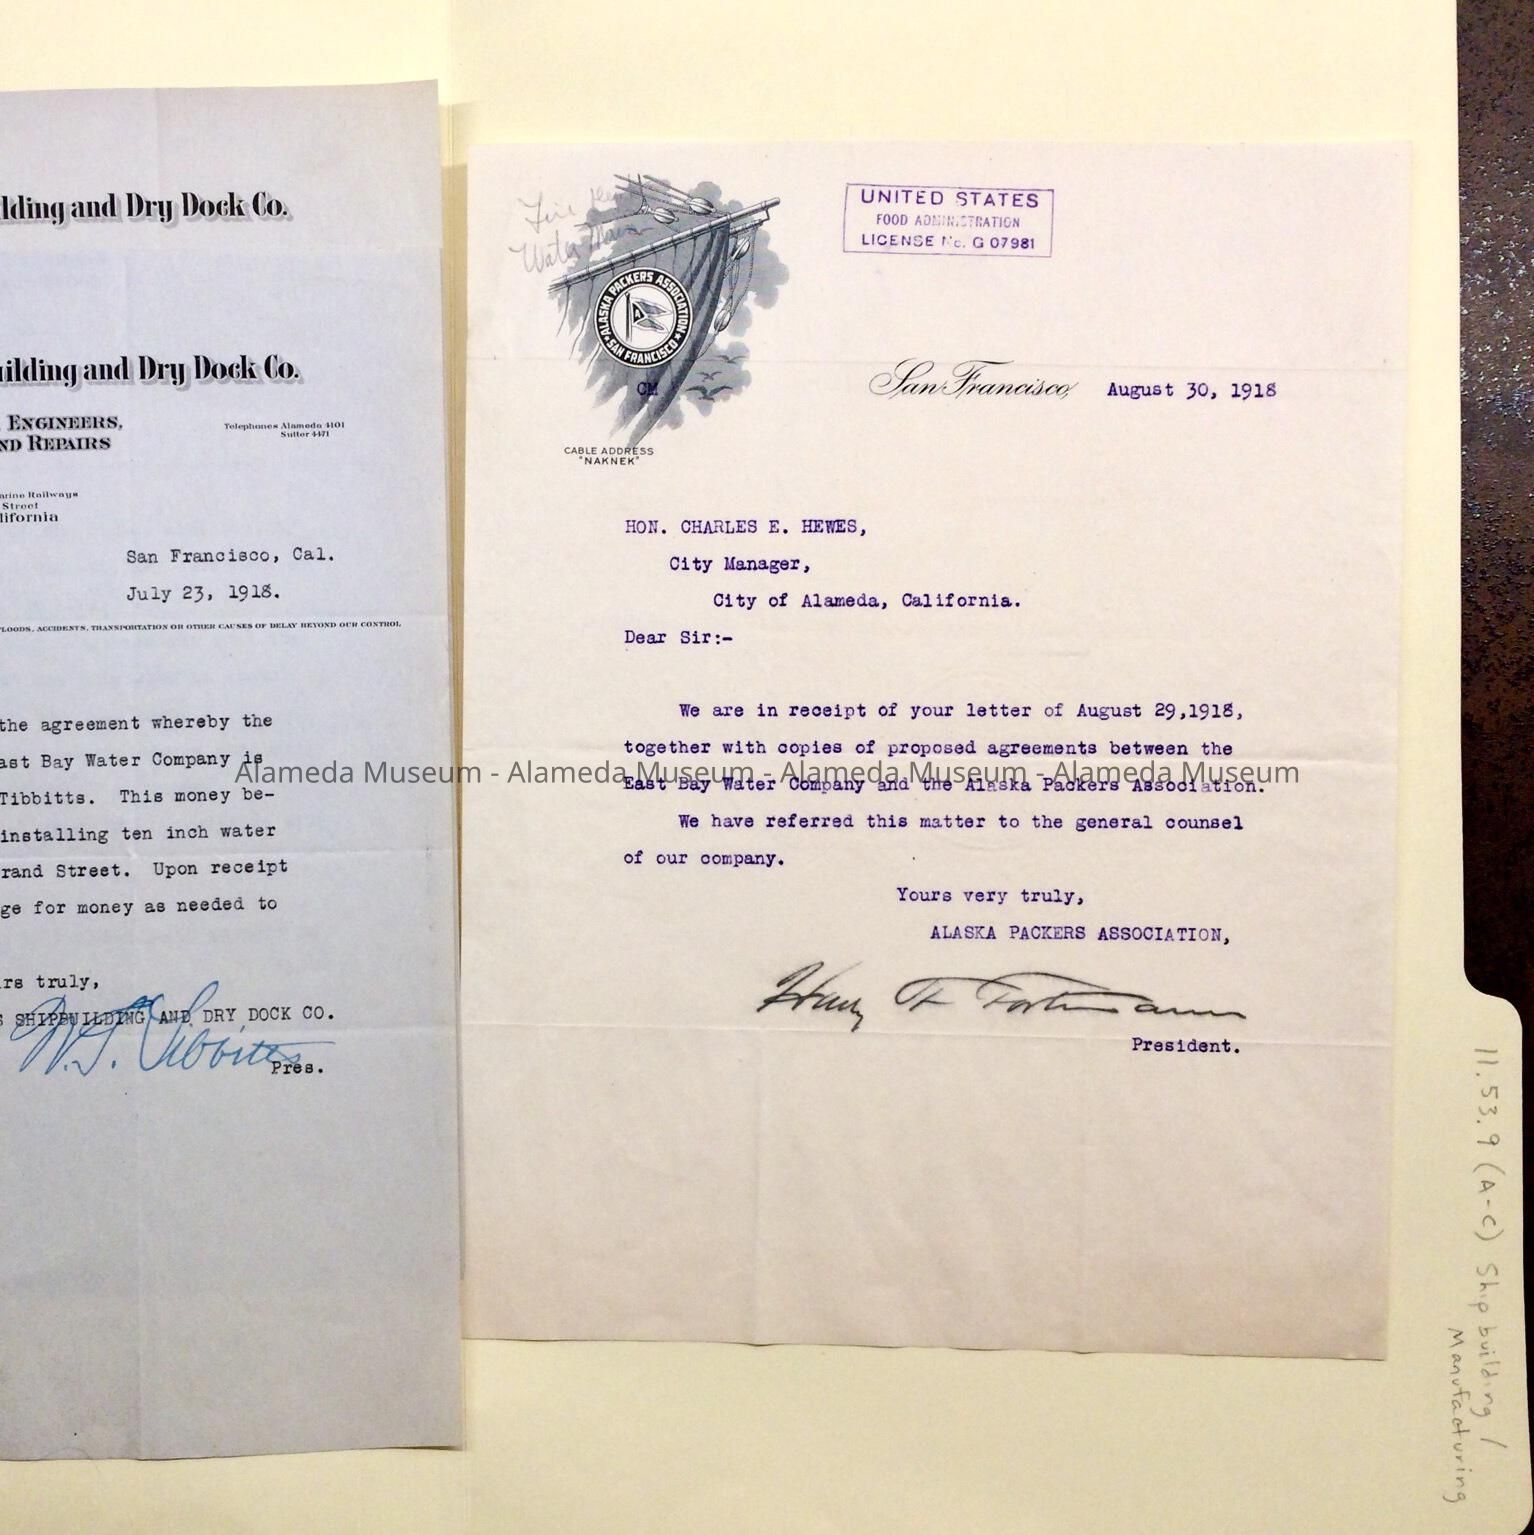 lding and Dry Dock Co.
ilding and Dry Dock Co.
ENGINEERS,
ND REPAIRS
Telephones Alameda 4101
Sutter 4471
arine Railways
Street
lifornia
San Francisco, Cal.
July 23, 1918.
LOODS, ACCIDENTS, TRANSPORTATION OR OTHER CAUSES OF DELAY BEYOND OUR CONTROL
the agreement whereby the
ast Bay Water Company is
Tibbitts. This money be-
installing ten inch water
rand Street. Upon receipt
ge for money as needed to
rs truly,
S SHIPBUILDING AND DRY DOCK CO.
W.G. Tibbitts
Pres.
Fire
Water Main
ALASKA PACKERS ASSOCIATION
SAN FRANCISCO
A
CM
CABLE ADDRESS
"NAKNEK"
UNITED STATES
FOOD ADMINISTRATION
LICENSE No. G 07981
San Francisco, August 30, 1918
HON. CHARLES E. HEWES,
City Manager,
City of Alameda, California.
Dear Sir:-
We are in receipt of your letter of August 29,1918,
together with copies of proposed agreements between the
East Bay Water Company and the Alaska Packers Association.
We have referred this matter to the general counsel
of our company.
Yours very truly,
ALASKA PACKERS ASSOCIATION,
Harry F Fortmann
President.
Alameda Museum - Alameda Museum - Alameda Museum - Alameda Museum
11.53.9 (A-C) Shipbuilding /
Manufacturing